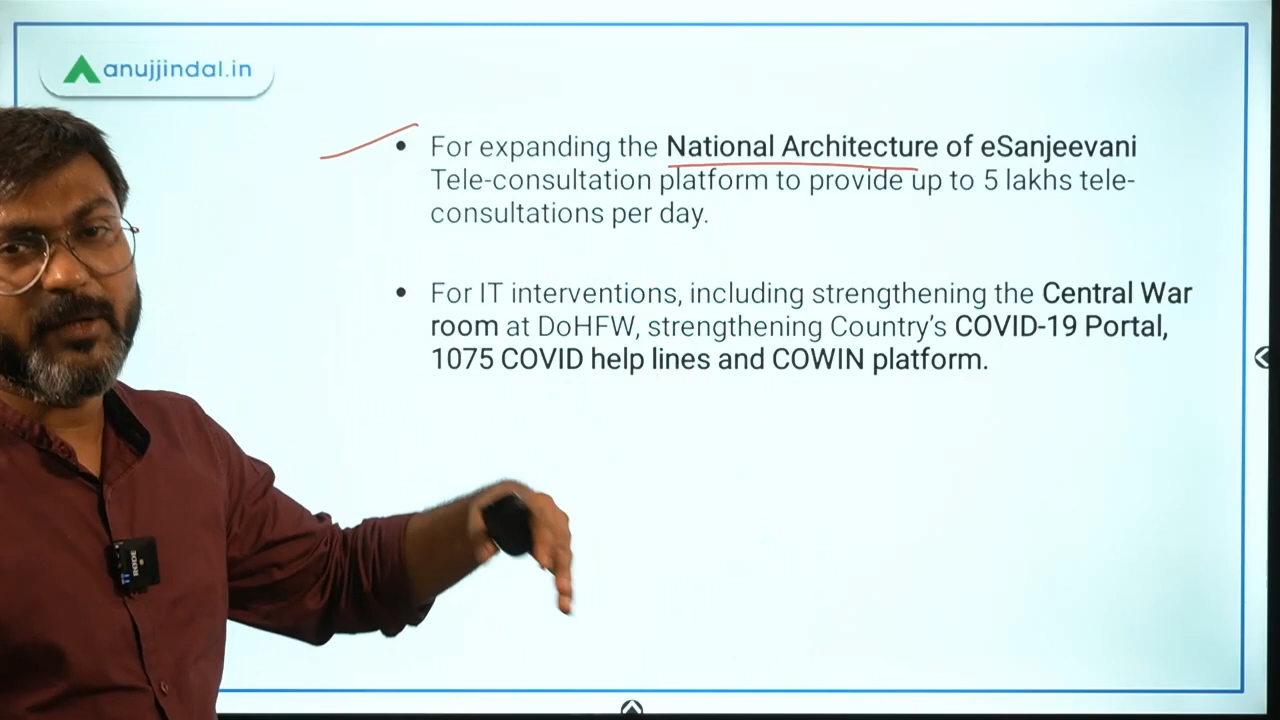 anujjindal.in
• For expanding the National Architecture of eSanjeevani
Tele-consultation platform to provide up to 5 lakhs tele-
consultations per day.
• For IT interventions, including strengthening the Central War
room at DoHFW, strengthening Country's COVID-19 Portal,
1075 COVID help lines and COWIN platform.
RODE